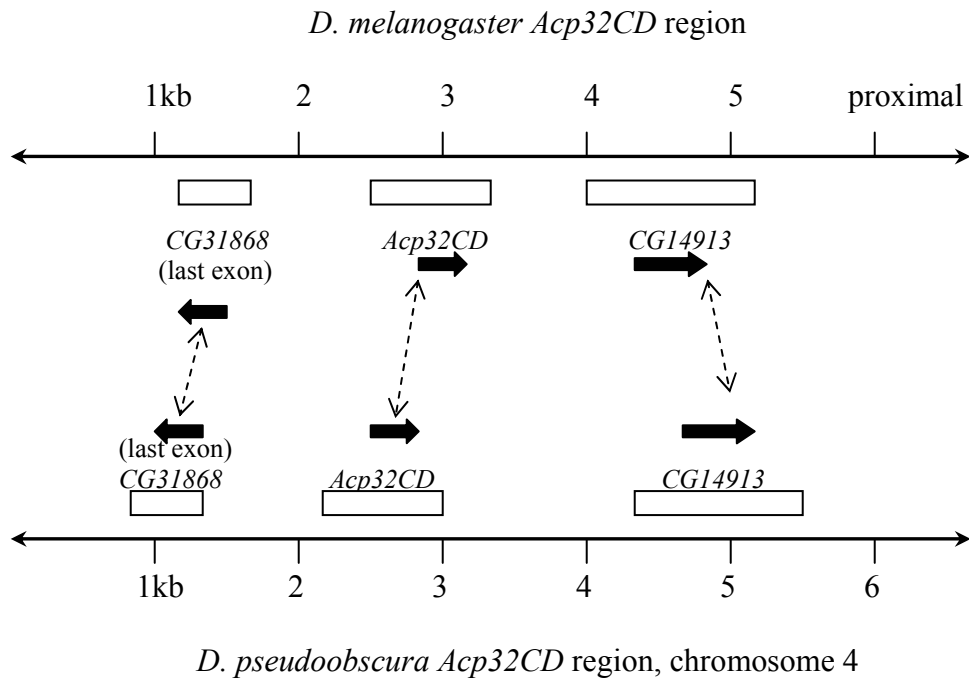 D. melanogaster Acp32CD region
1kb 2 3 4 5 proximal
CG31868 Acp32CD CG14913
(last exon)
(last exon)
CG31868 Acp32CD CG14913
1kb 2 3 4 5 6
D. pseudoobscura Acp32CD region, chromosome 4